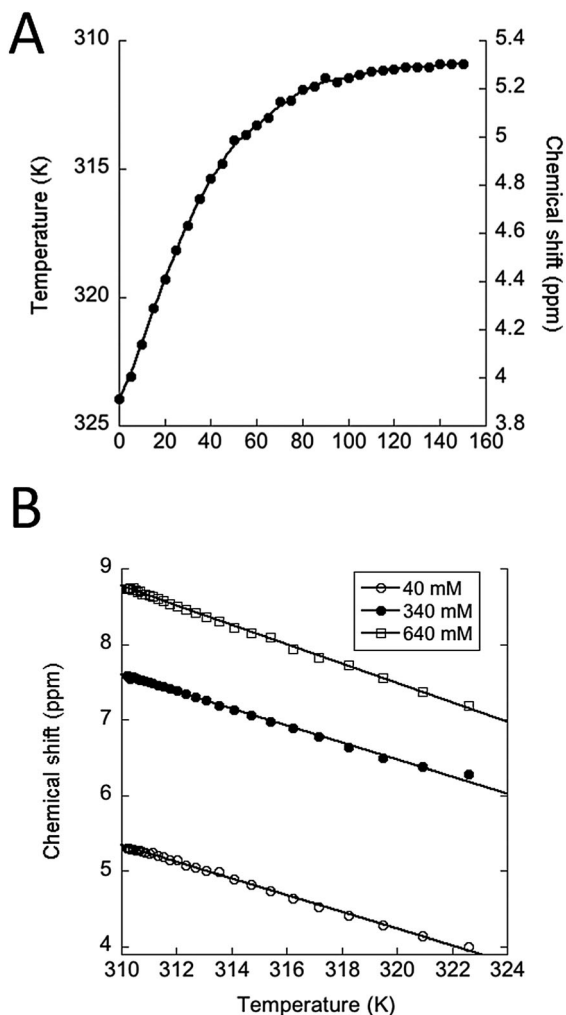 A
310
315
320
325
Temperature (K)
5.4
5.2
5
4.8
4.6
4.4
4.2
4
3.8
Chemical shift (ppm)
0 20 40 60 80 100 120 140 160
B
9
8
7
6
5
4
Chemical shift (ppm)
40 mM
340 mM
640 mM
310 312 314 316 318 320 322 324
Temperature (K)